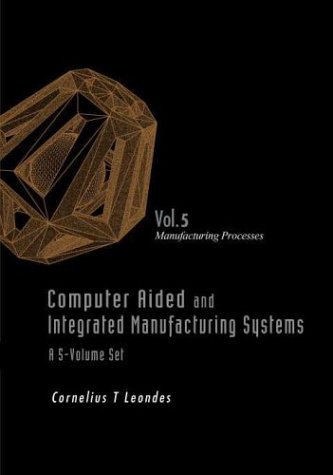 Vol.5
Manufacturing Processes
Computer Aided and
Integrated Manufacturing Systems
A 5-Volume Set
Cornelius T Leondes